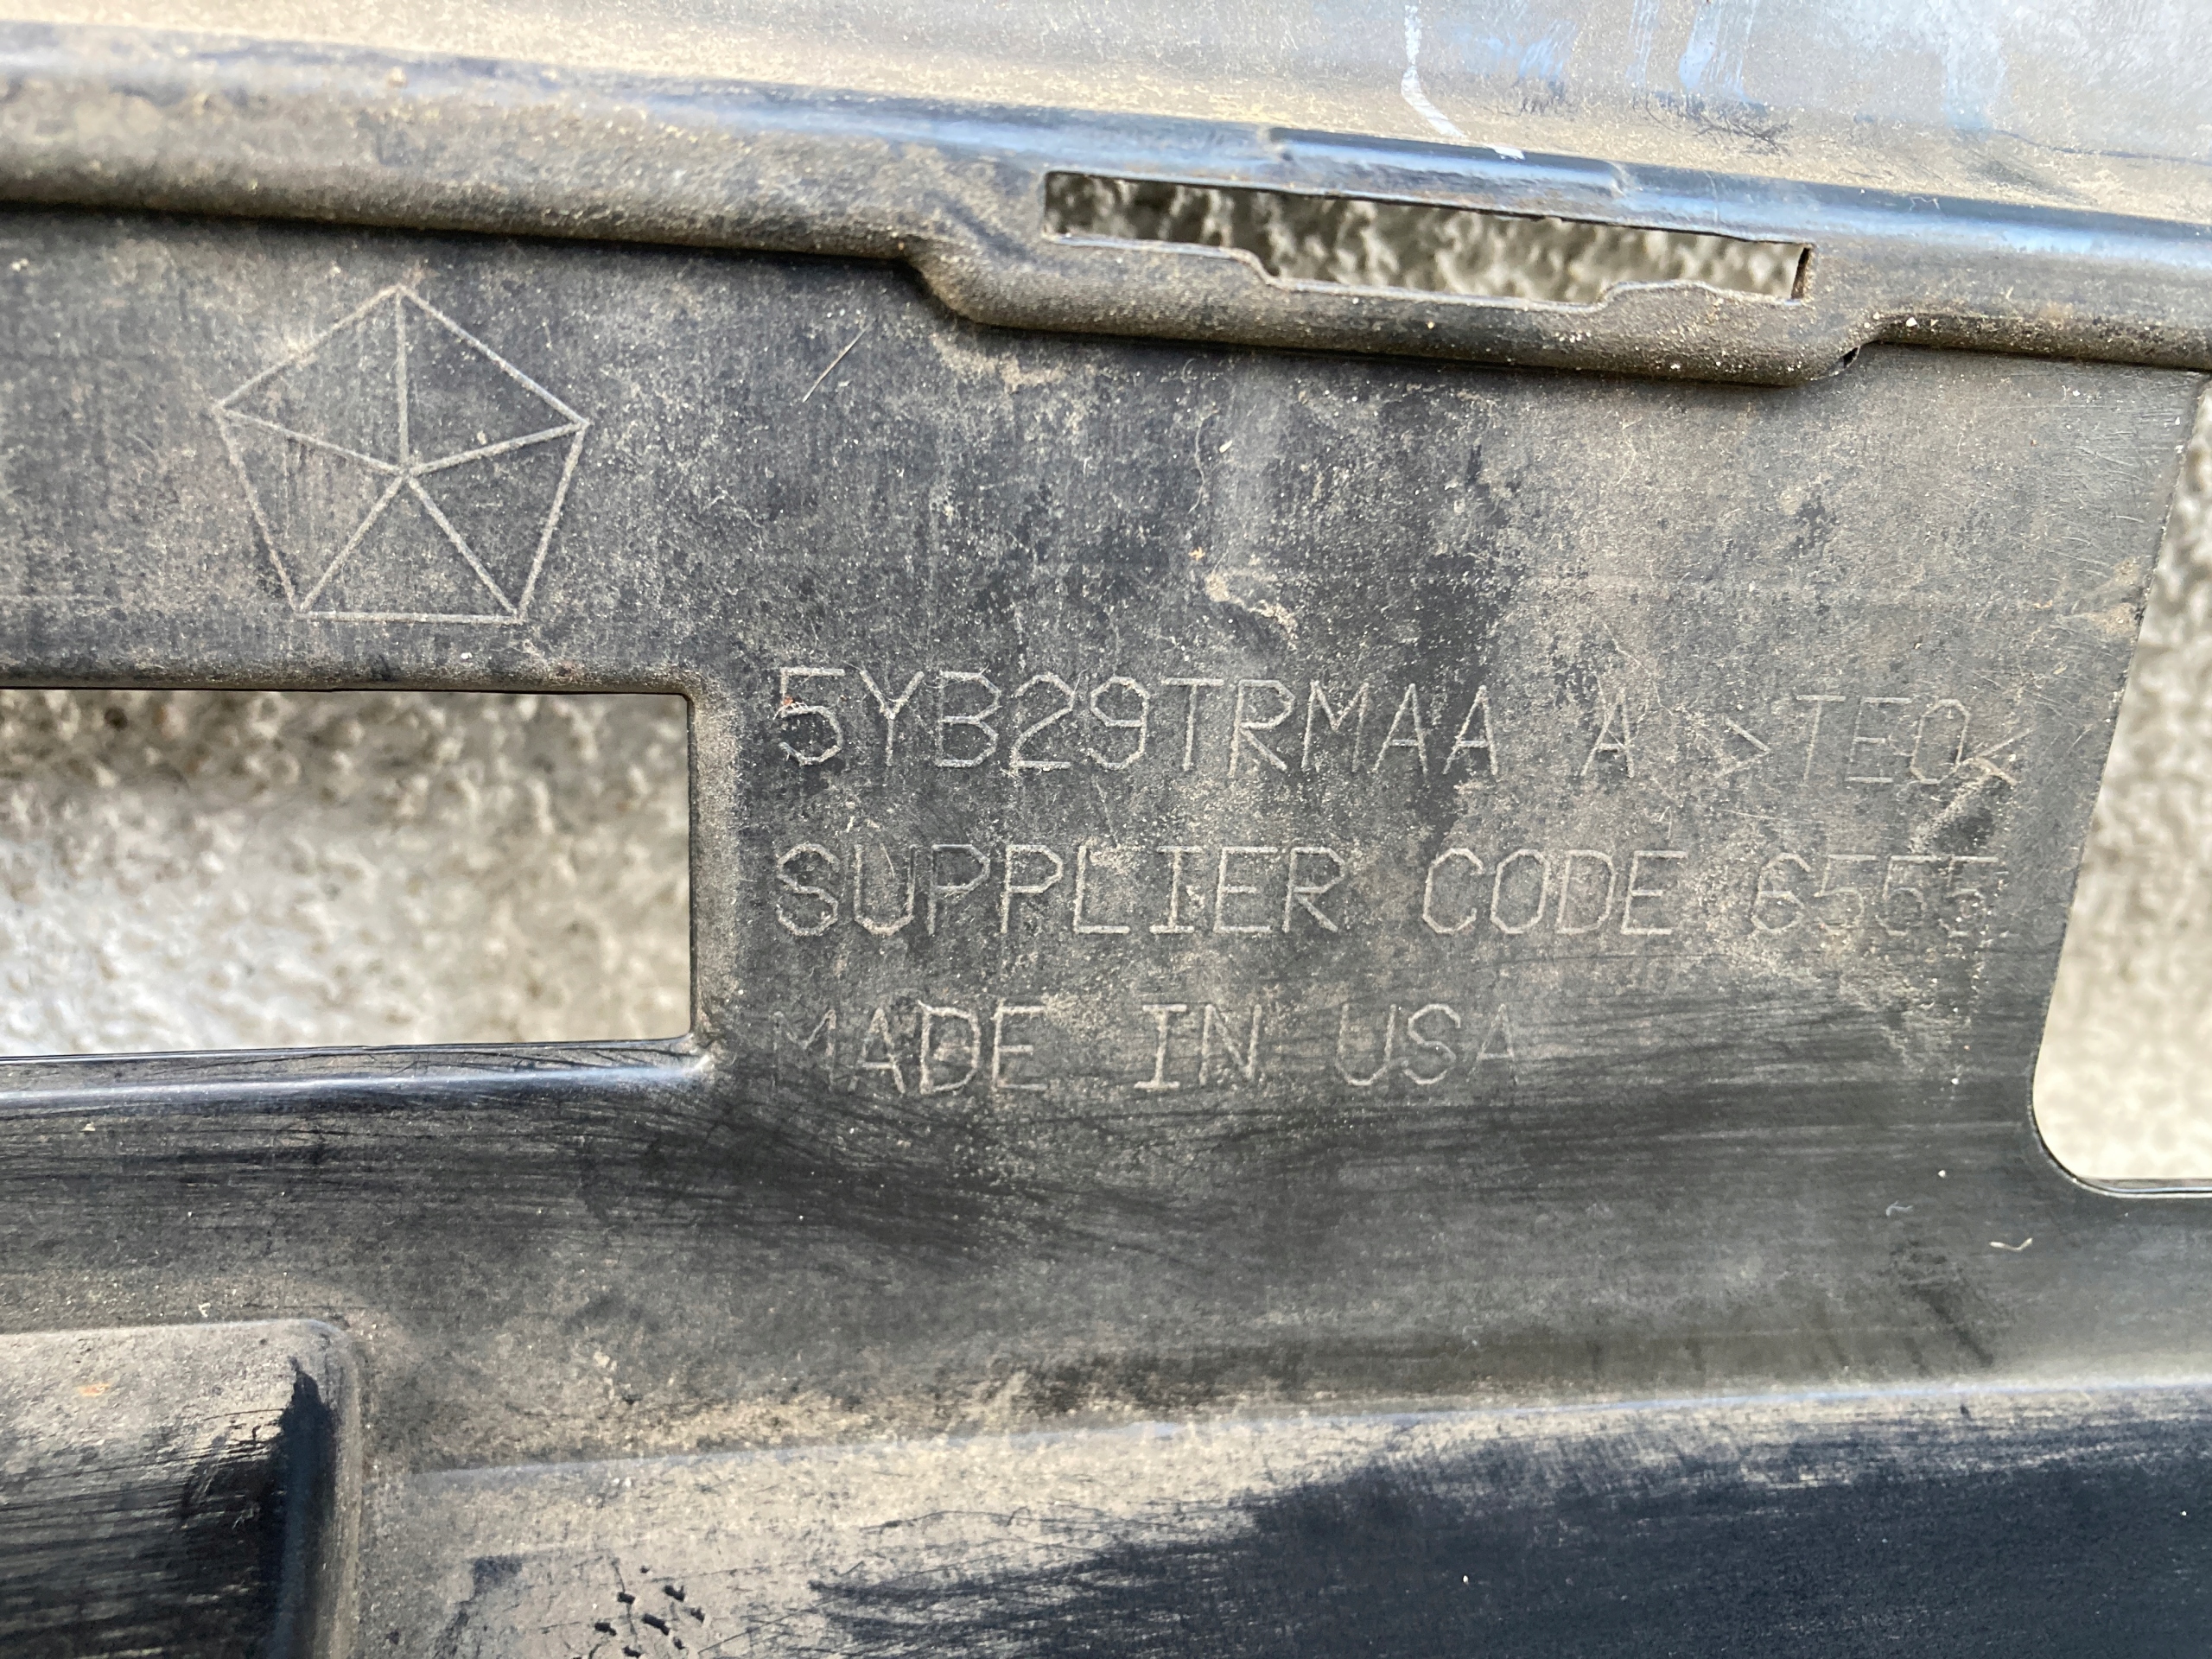 5YB29TRMAA A >TEO<
SUPPLIER CODE 6555
MADE IN USA